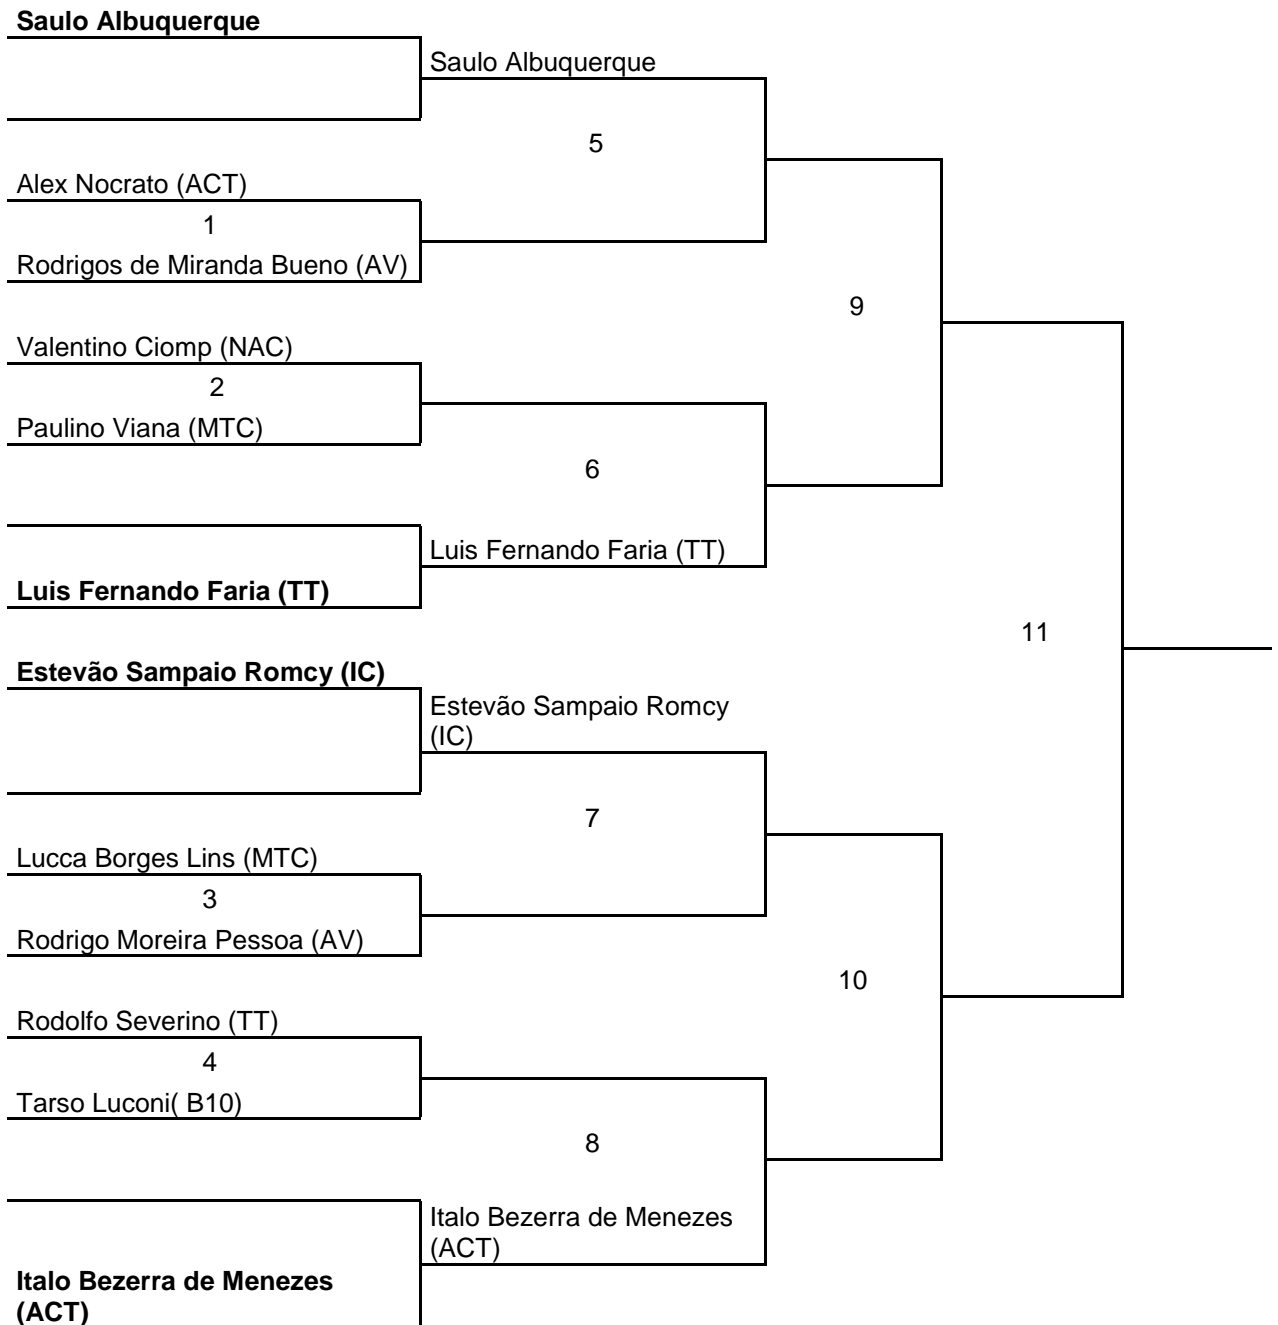 Saulo Albuquerque
Saulo Albuquerque
5
Alex Nocrato (ACT)
1
Rodrigos de Miranda Bueno (AV)
9
Valentino Ciomp (NAC)
2
Paulino Viana (MTC)
6
Luis Fernando Faria (TT)
Luis Fernando Faria (TT)
11
Estevão Sampaio Romcy (IC)
Estevão Sampaio Romcy
(IC)
7
Lucca Borges Lins (MTC)
3
Rodrigo Moreira Pessoa (AV)
10
Rodolfo Severino (TT)
4
Tarso Luconi( B10)
8
Italo Bezerra de Menezes
(ACT)
Italo Bezerra de Menezes
(ACT)